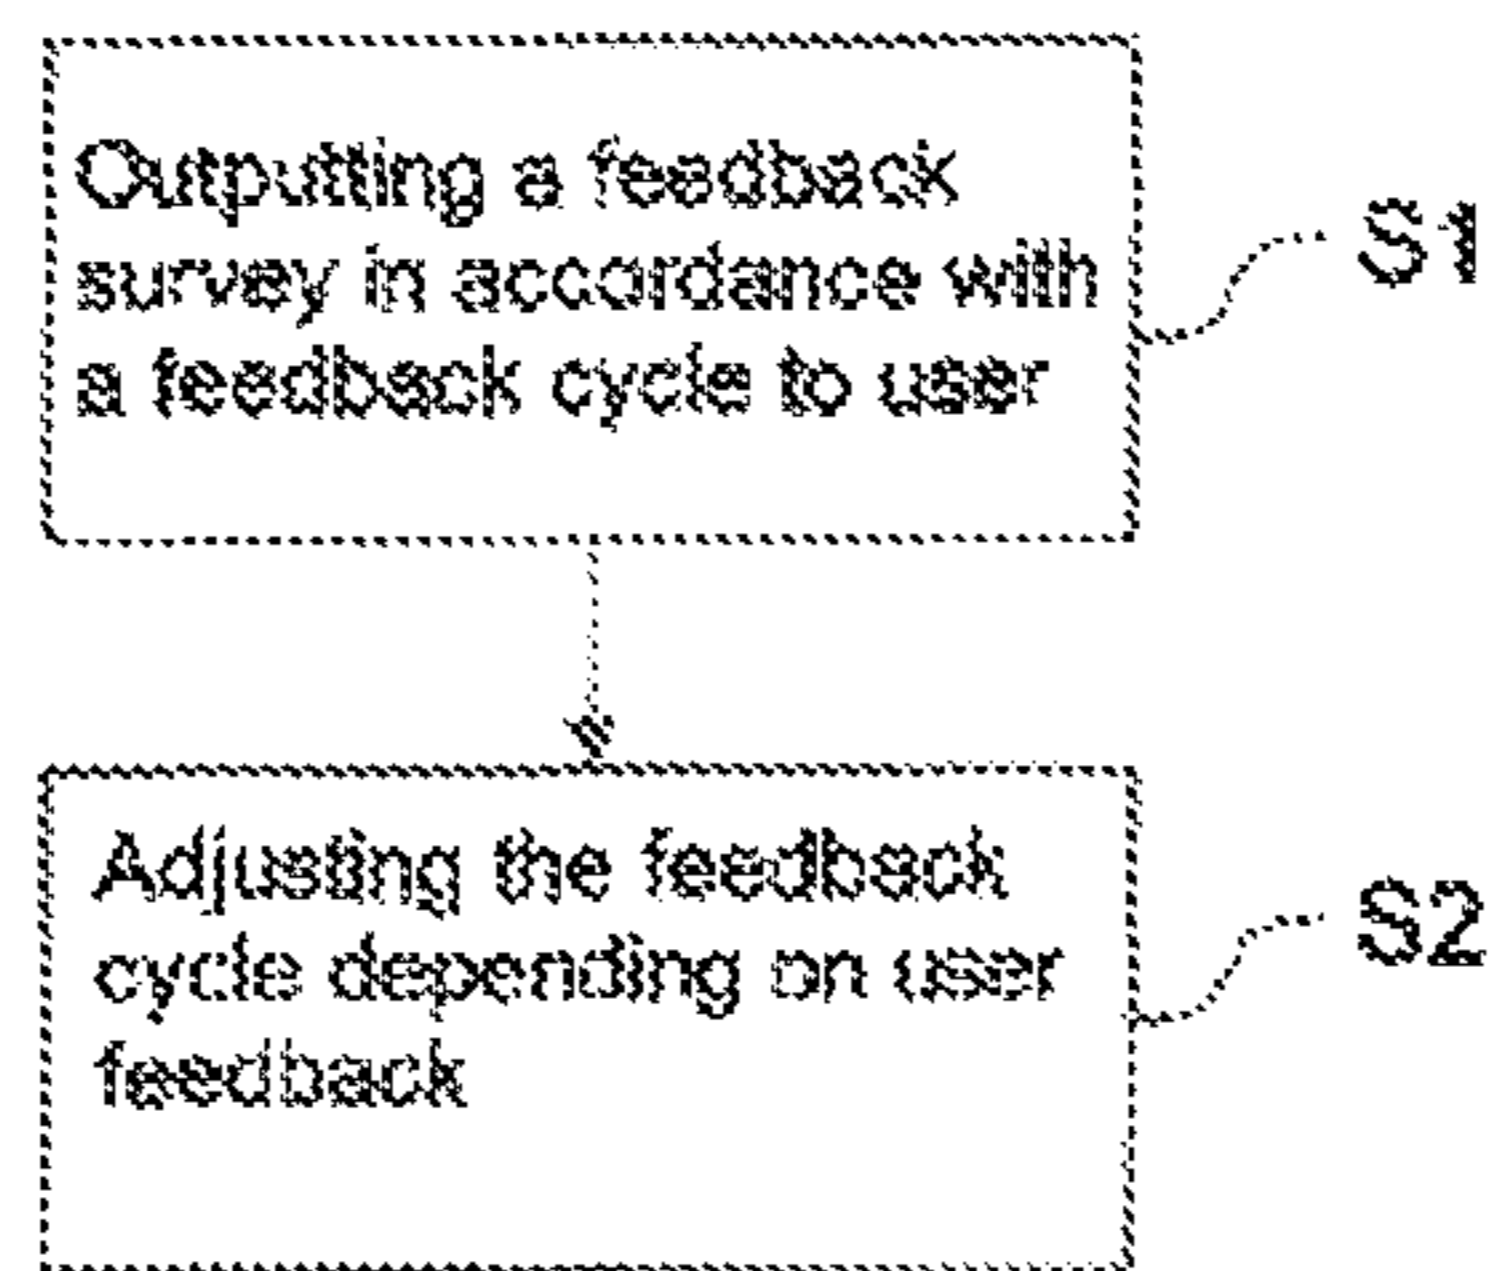 Outputting a feedback
survey in accordance with
a feedback cycle to user
S1
Adjusting the feedback
cycle depending on user
feedback
S2